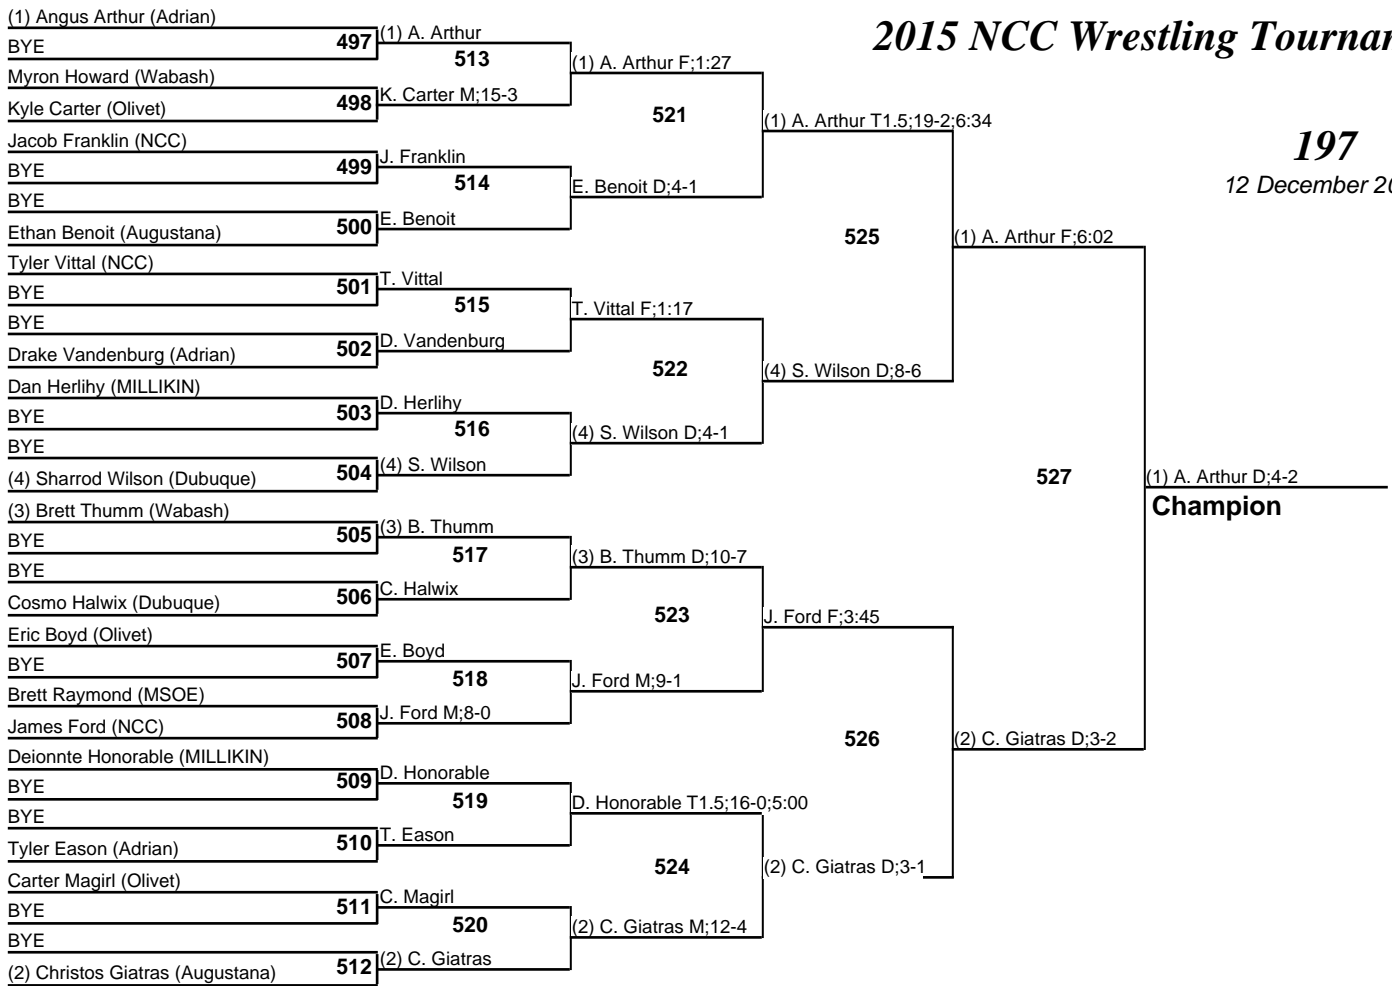 (1) Angus Arthur (Adrian)
BYE
497
Myron Howard (Wabash)
Kyle Carter (Olivet)
498
Jacob Franklin (NCC)
BYE
499
BYE
Ethan Benoit (Augustana)
500
Tyler Vittal (NCC)
BYE
501
BYE
Drake Vandenburg (Adrian)
502
Dan Herlihy (MILLIKIN)
BYE
503
BYE
(4) Sharrod Wilson (Dubuque)
504
(3) Brett Thumm (Wabash)
BYE
505
BYE
Cosmo Halwix (Dubuque)
506
Eric Boyd (Olivet)
BYE
507
Brett Raymond (MSOE)
James Ford (NCC)
508
Deionnte Honorable (MILLIKIN)
BYE
509
BYE
Tyler Eason (Adrian)
510
Carter Magirl (Olivet)
BYE
511
BYE
(2) Christos Giatras (Augustana)
512
(1) A. Arthur
513
K. Carter M;15-3
J. Franklin
514
E. Benoit
T. Vittal
515
D. Vandenburg
D. Herlihy
516
(4) S. Wilson
(3) B. Thumm
517
C. Halwix
E. Boyd
518
J. Ford M;8-0
D. Honorable
519
T. Eason
C. Magirl
520
(2) C. Giatras
(1) A. Arthur F;1:27
521
E. Benoit D;4-1
T. Vittal F;1:17
522
(4) S. Wilson D;4-1
(3) B. Thumm D;10-7
523
J. Ford M;9-1
D. Honorable T1.5;16-0;5:00
524
(2) C. Giatras M;12-4
(1) A. Arthur T1.5;19-2;6:34
525
(4) S. Wilson D;8-6
J. Ford F;3:45
526
(2) C. Giatras D;3-1
(1) A. Arthur F;6:02
527
(2) C. Giatras D;3-2
(1) A. Arthur D;4-2
Champion
2015 NCC Wrestling
197
12 December